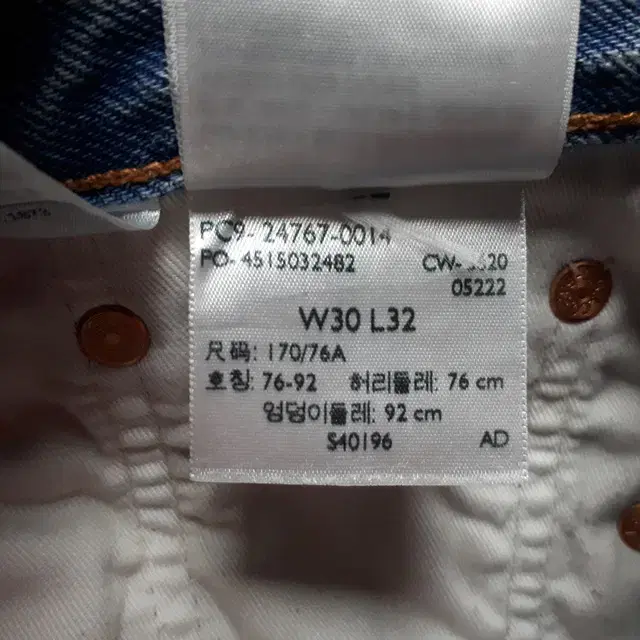 PC9- 24767-0014
PO- 4515032482
05222
W30 L32
尺码: 170/76A
호칭: 76-92 허리둘레: 76 cm
엉덩이둘레: 92 cm
S40196 AD